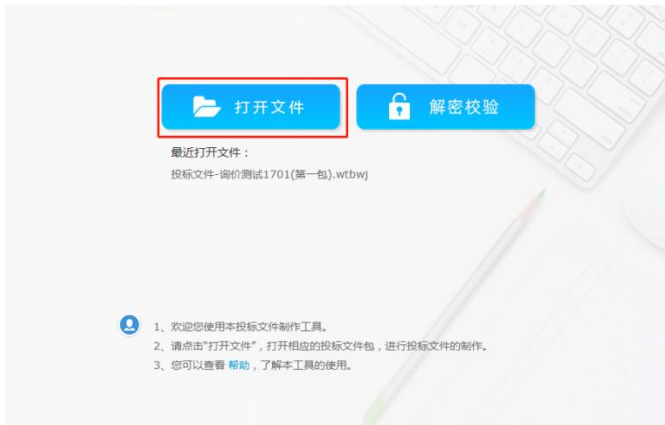 打开文件
解密校验
最近打开文件：
投标文件-询价测试1701(第一包).wtbwj
1、欢迎您使用本投标文件制作工具。
2、请点击"打开文件"，打开相应的投标文件包，进行投标文件的制作。
3、您可以查看 帮助，了解本工具的使用。